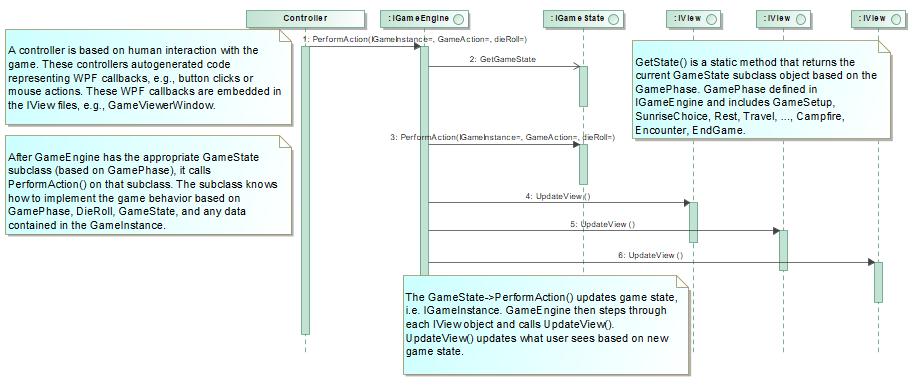 Controller
: IGameEngine
: IGameState
: IView
: IView
: IView
1: PerformAction(IGameInstance=, GameAction=, dieRoll=)
2: GetGameState
3: PerformAction(IGameInstance=, GameAction=, dieRoll=)
4: UpdateView()
5: UpdateView ()
6: UpdateView ()
A controller is based on human interaction with the
game. These controllers autogenerated code
representing WPF callbacks, e.g., button clicks or
mouse actions. These WPF callbacks are embedded in
the IView files, e.g., GameViewerWindow.
After GameEngine has the appropriate GameState
subclass (based on GamePhase), it calls
PerformAction() on that subclass. The subclass knows
how to implement the game behavior based on
GamePhase, DieRoll, GameState, and any data
contained in the GameInstance.
GetState() is a static method that returns the
current GameState subclass object based on the
GamePhase. GamePhase defined in
IGameEngine and includes GameSetup,
SunriseChoice, Rest, Travel, ..., Campfire,
Encounter, EndGame.
The GameState->PerformAction() updates game state,
i.e. IGameInstance. GameEngine then steps through
each IView object and calls UpdateView().
UpdateView() updates what user sees based on new
game state.